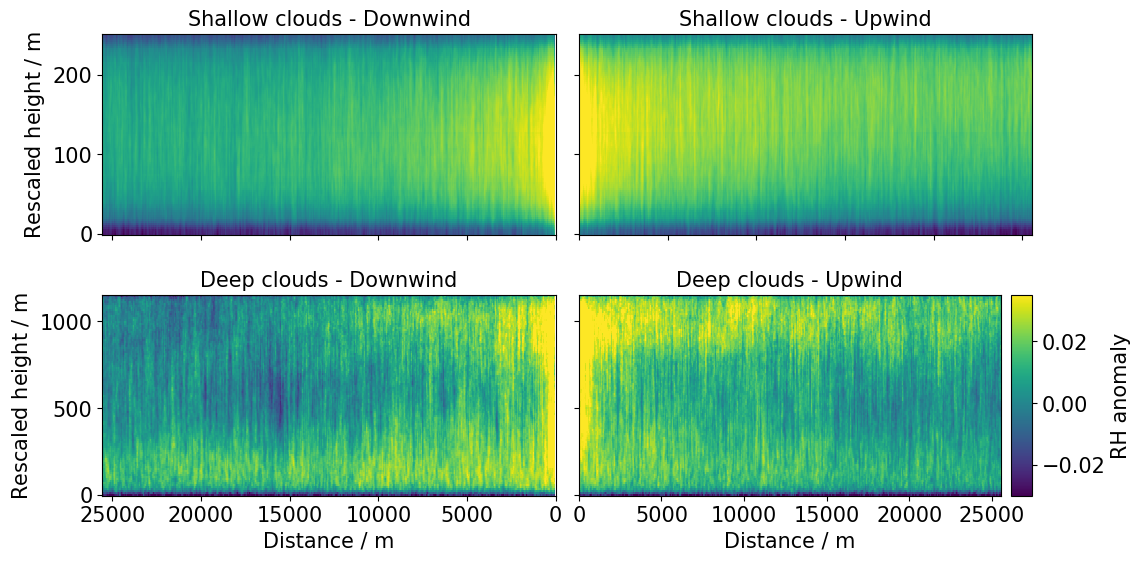 Shallow clouds - Downwind
Shallow clouds - Upwind
Rescaled height / m
200
100
0
Deep clouds - Downwind
Deep clouds - Upwind
Rescaled height / m
1000
500
0
25000 20000 15000 10000 5000 0
0 5000 10000 15000 20000 25000
Distance / m
Distance / m
0.02
0.00
−0.02
RH anomaly